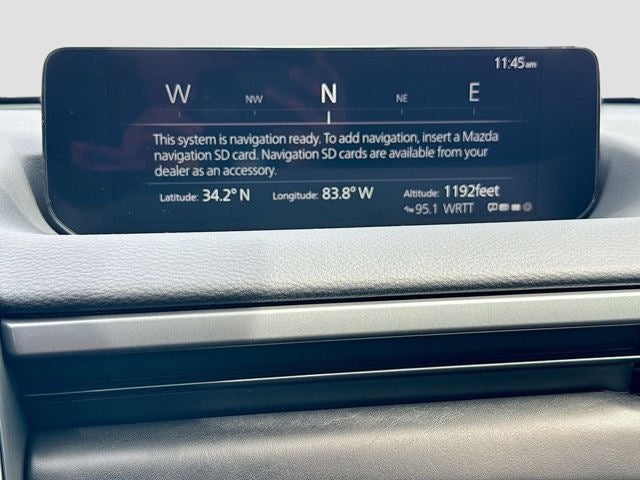 11:45am
W NW N NE E
This system is navigation ready. To add navigation, insert a Mazda
navigation SD card. Navigation SD cards are available from your
dealer as an accessory.
Latitude: 34.2° N Longitude: 83.8° W Altitude: 1192feet
95.1 WRTT